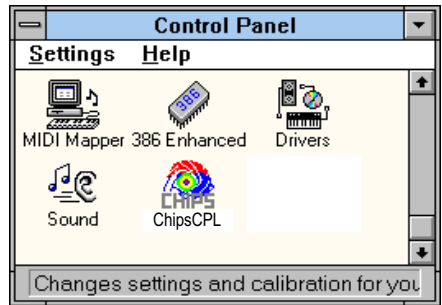 Control Panel
Settings Help
386
MIDI Mapper 386 Enhanced Drivers
CHIPS
Sound ChipsCPL
Changes settings and calibration for you